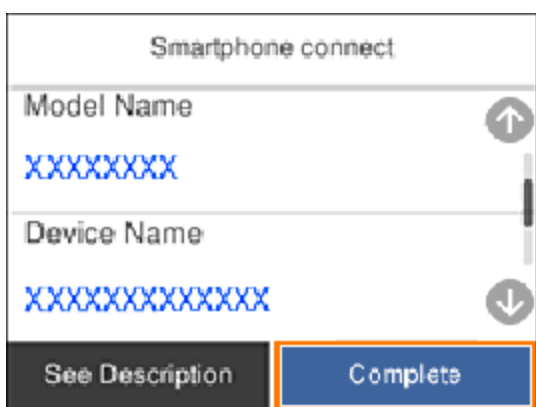 Smartphone connect
Model Name
XXXXXXXX
Device Name
XXXXXXXXXXXXX
See Description
Complete